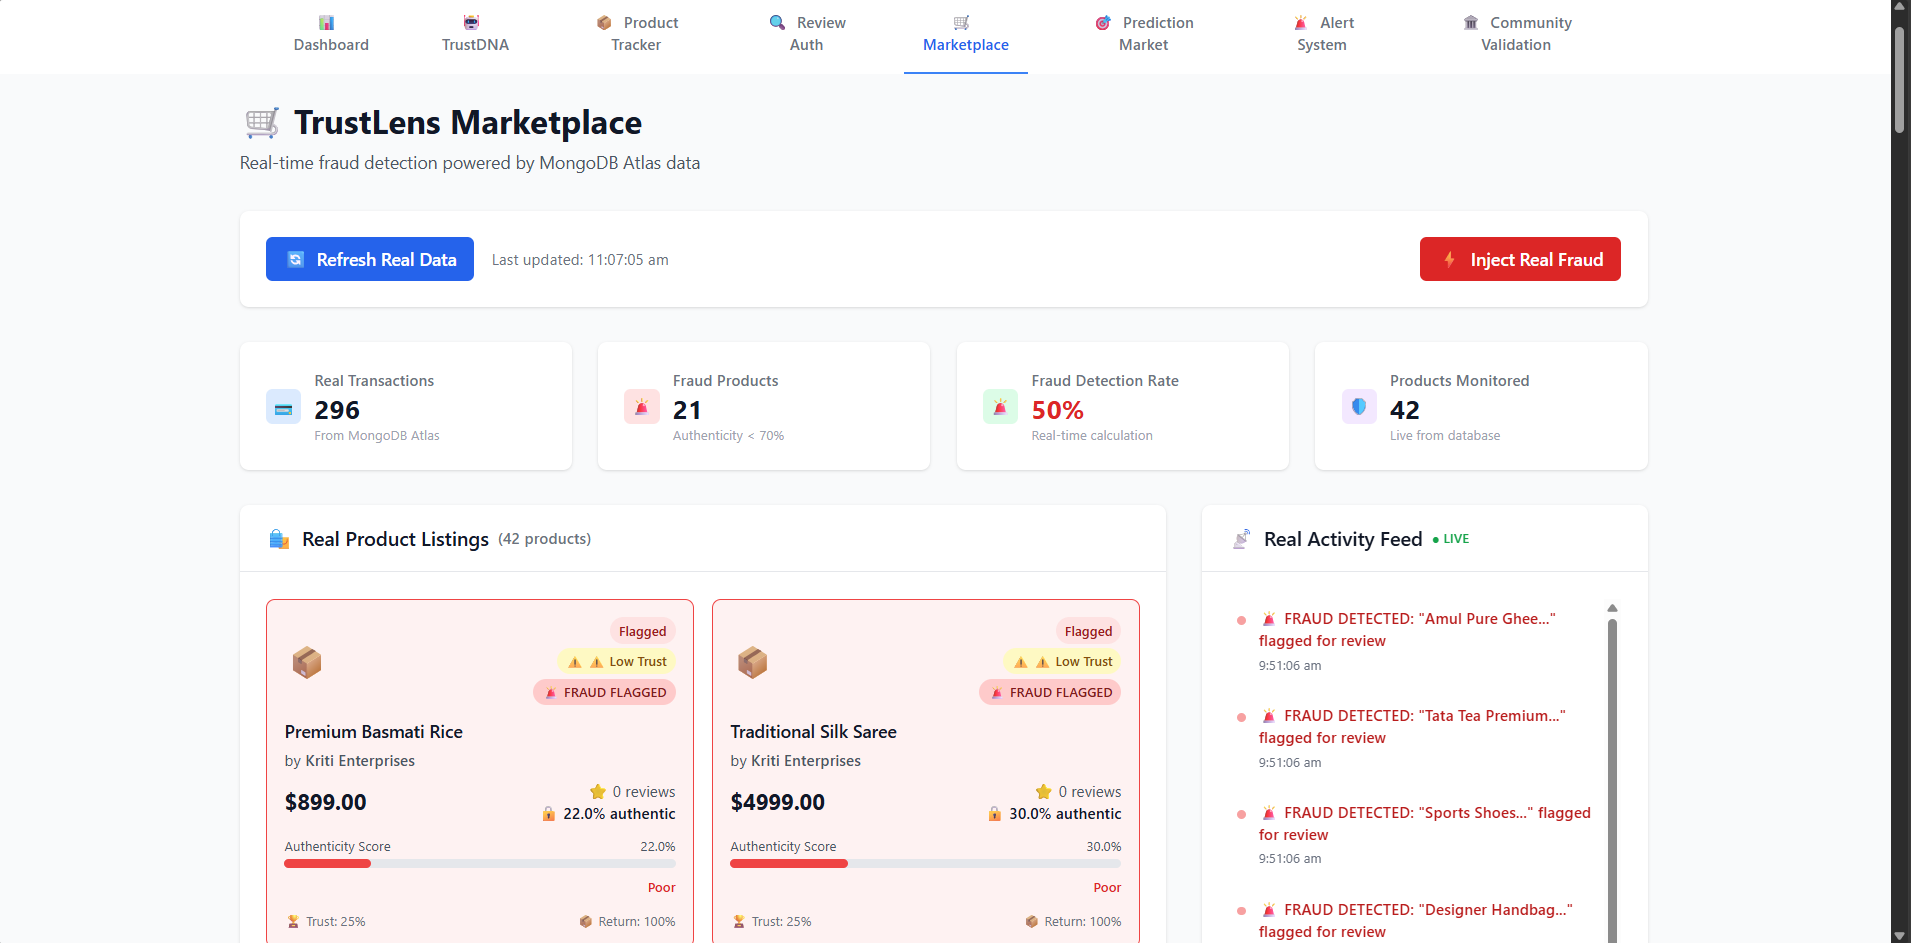 Dashboard
TrustDNA
Product
Tracker
Review
Auth
Marketplace
Prediction
Market
Alert
System
Community
Validation
TrustLens Marketplace
Real-time fraud detection powered by MongoDB Atlas data
Refresh Real Data
Last updated: 11:07:05 am
Inject Real Fraud
Real Transactions
296
From MongoDB Atlas
Fraud Products
21
Authenticity < 70%
Fraud Detection Rate
50%
Real-time calculation
Products Monitored
42
Live from database
Real Product Listings (42 products)
Flagged
Low Trust
FRAUD FLAGGED
Premium Basmati Rice
by Kriti Enterprises
$899.00
0 reviews
22.0% authentic
Authenticity Score 22.0%
Poor
Trust: 25% Return: 100%
Flagged
Low Trust
FRAUD FLAGGED
Traditional Silk Saree
by Kriti Enterprises
$4999.00
0 reviews
30.0% authentic
Authenticity Score 30.0%
Poor
Trust: 25% Return: 100%
Real Activity Feed ● LIVE
FRAUD DETECTED: "Amul Pure Ghee..."
flagged for review
9:51:06 am
FRAUD DETECTED: "Tata Tea Premium..."
flagged for review
9:51:06 am
FRAUD DETECTED: "Sports Shoes..." flagged
for review
9:51:06 am
FRAUD DETECTED: "Designer Handbag..."
flagged for review